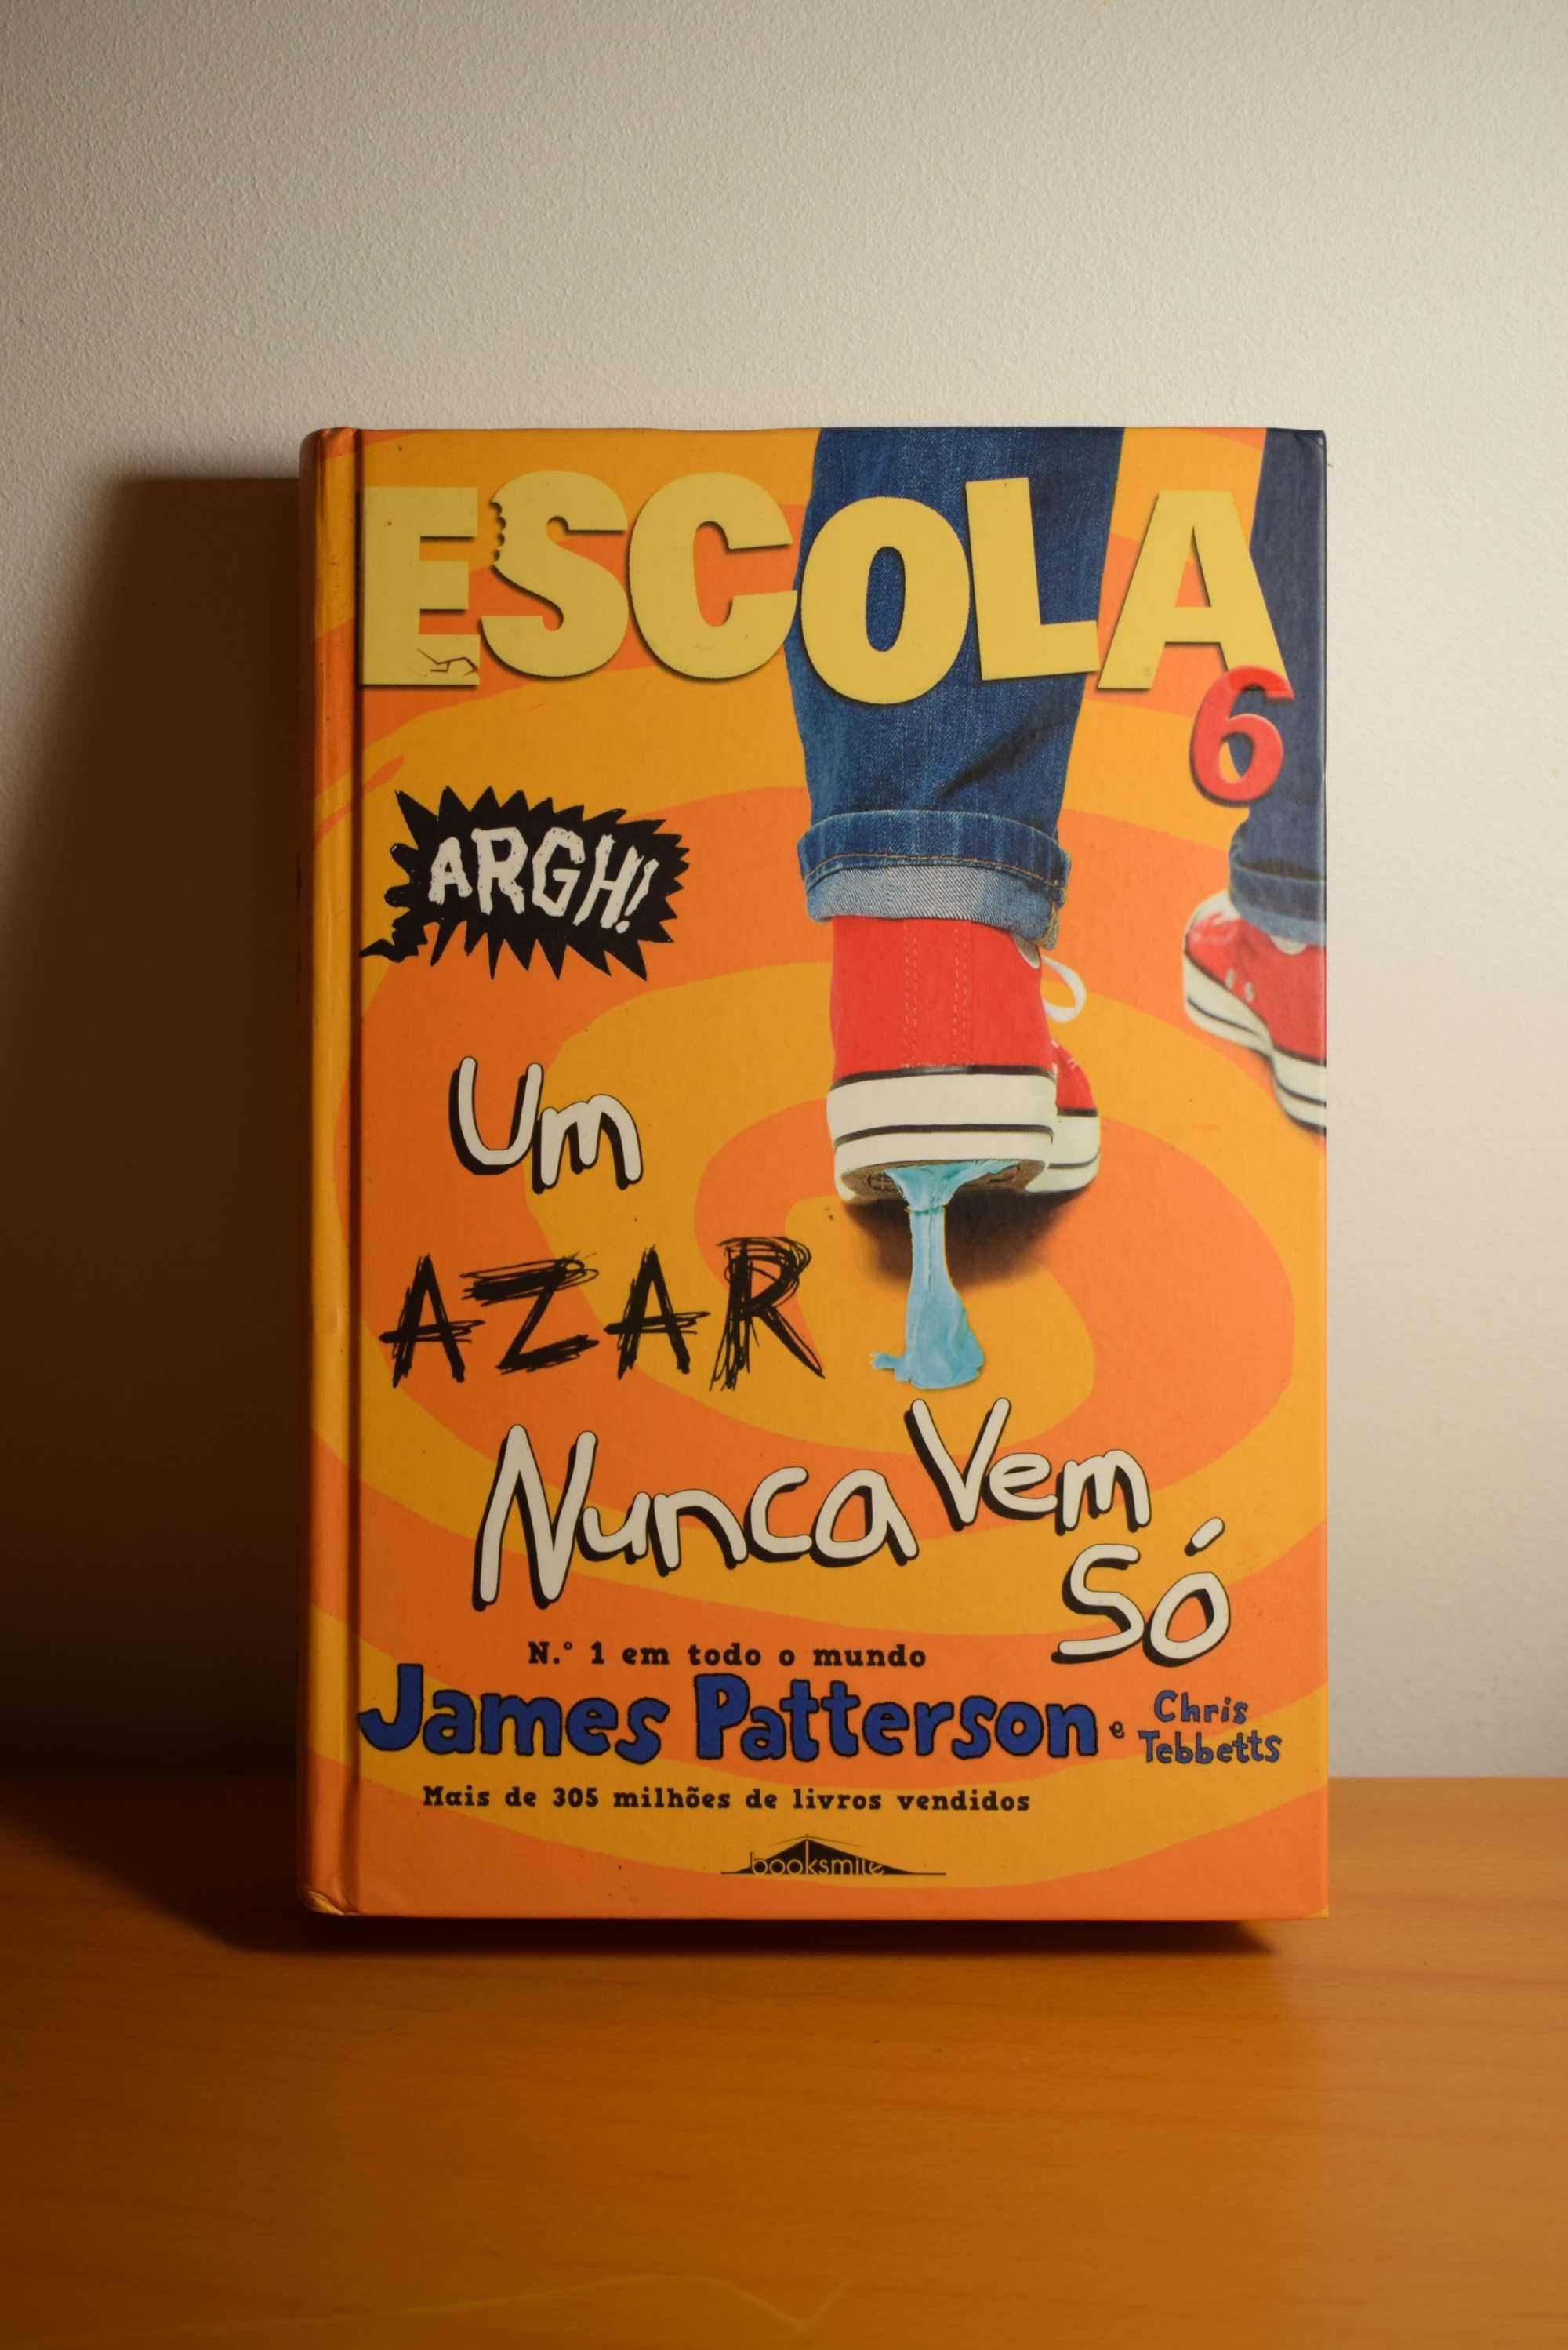 ESCOLA
6
ARGH!
Um
AZAR
Nunca Vem
Só
N.º 1 em todo o mundo
James Patterson e Chris Tebbetts
Mais de 305 milhões de livros vendidos
booksmile